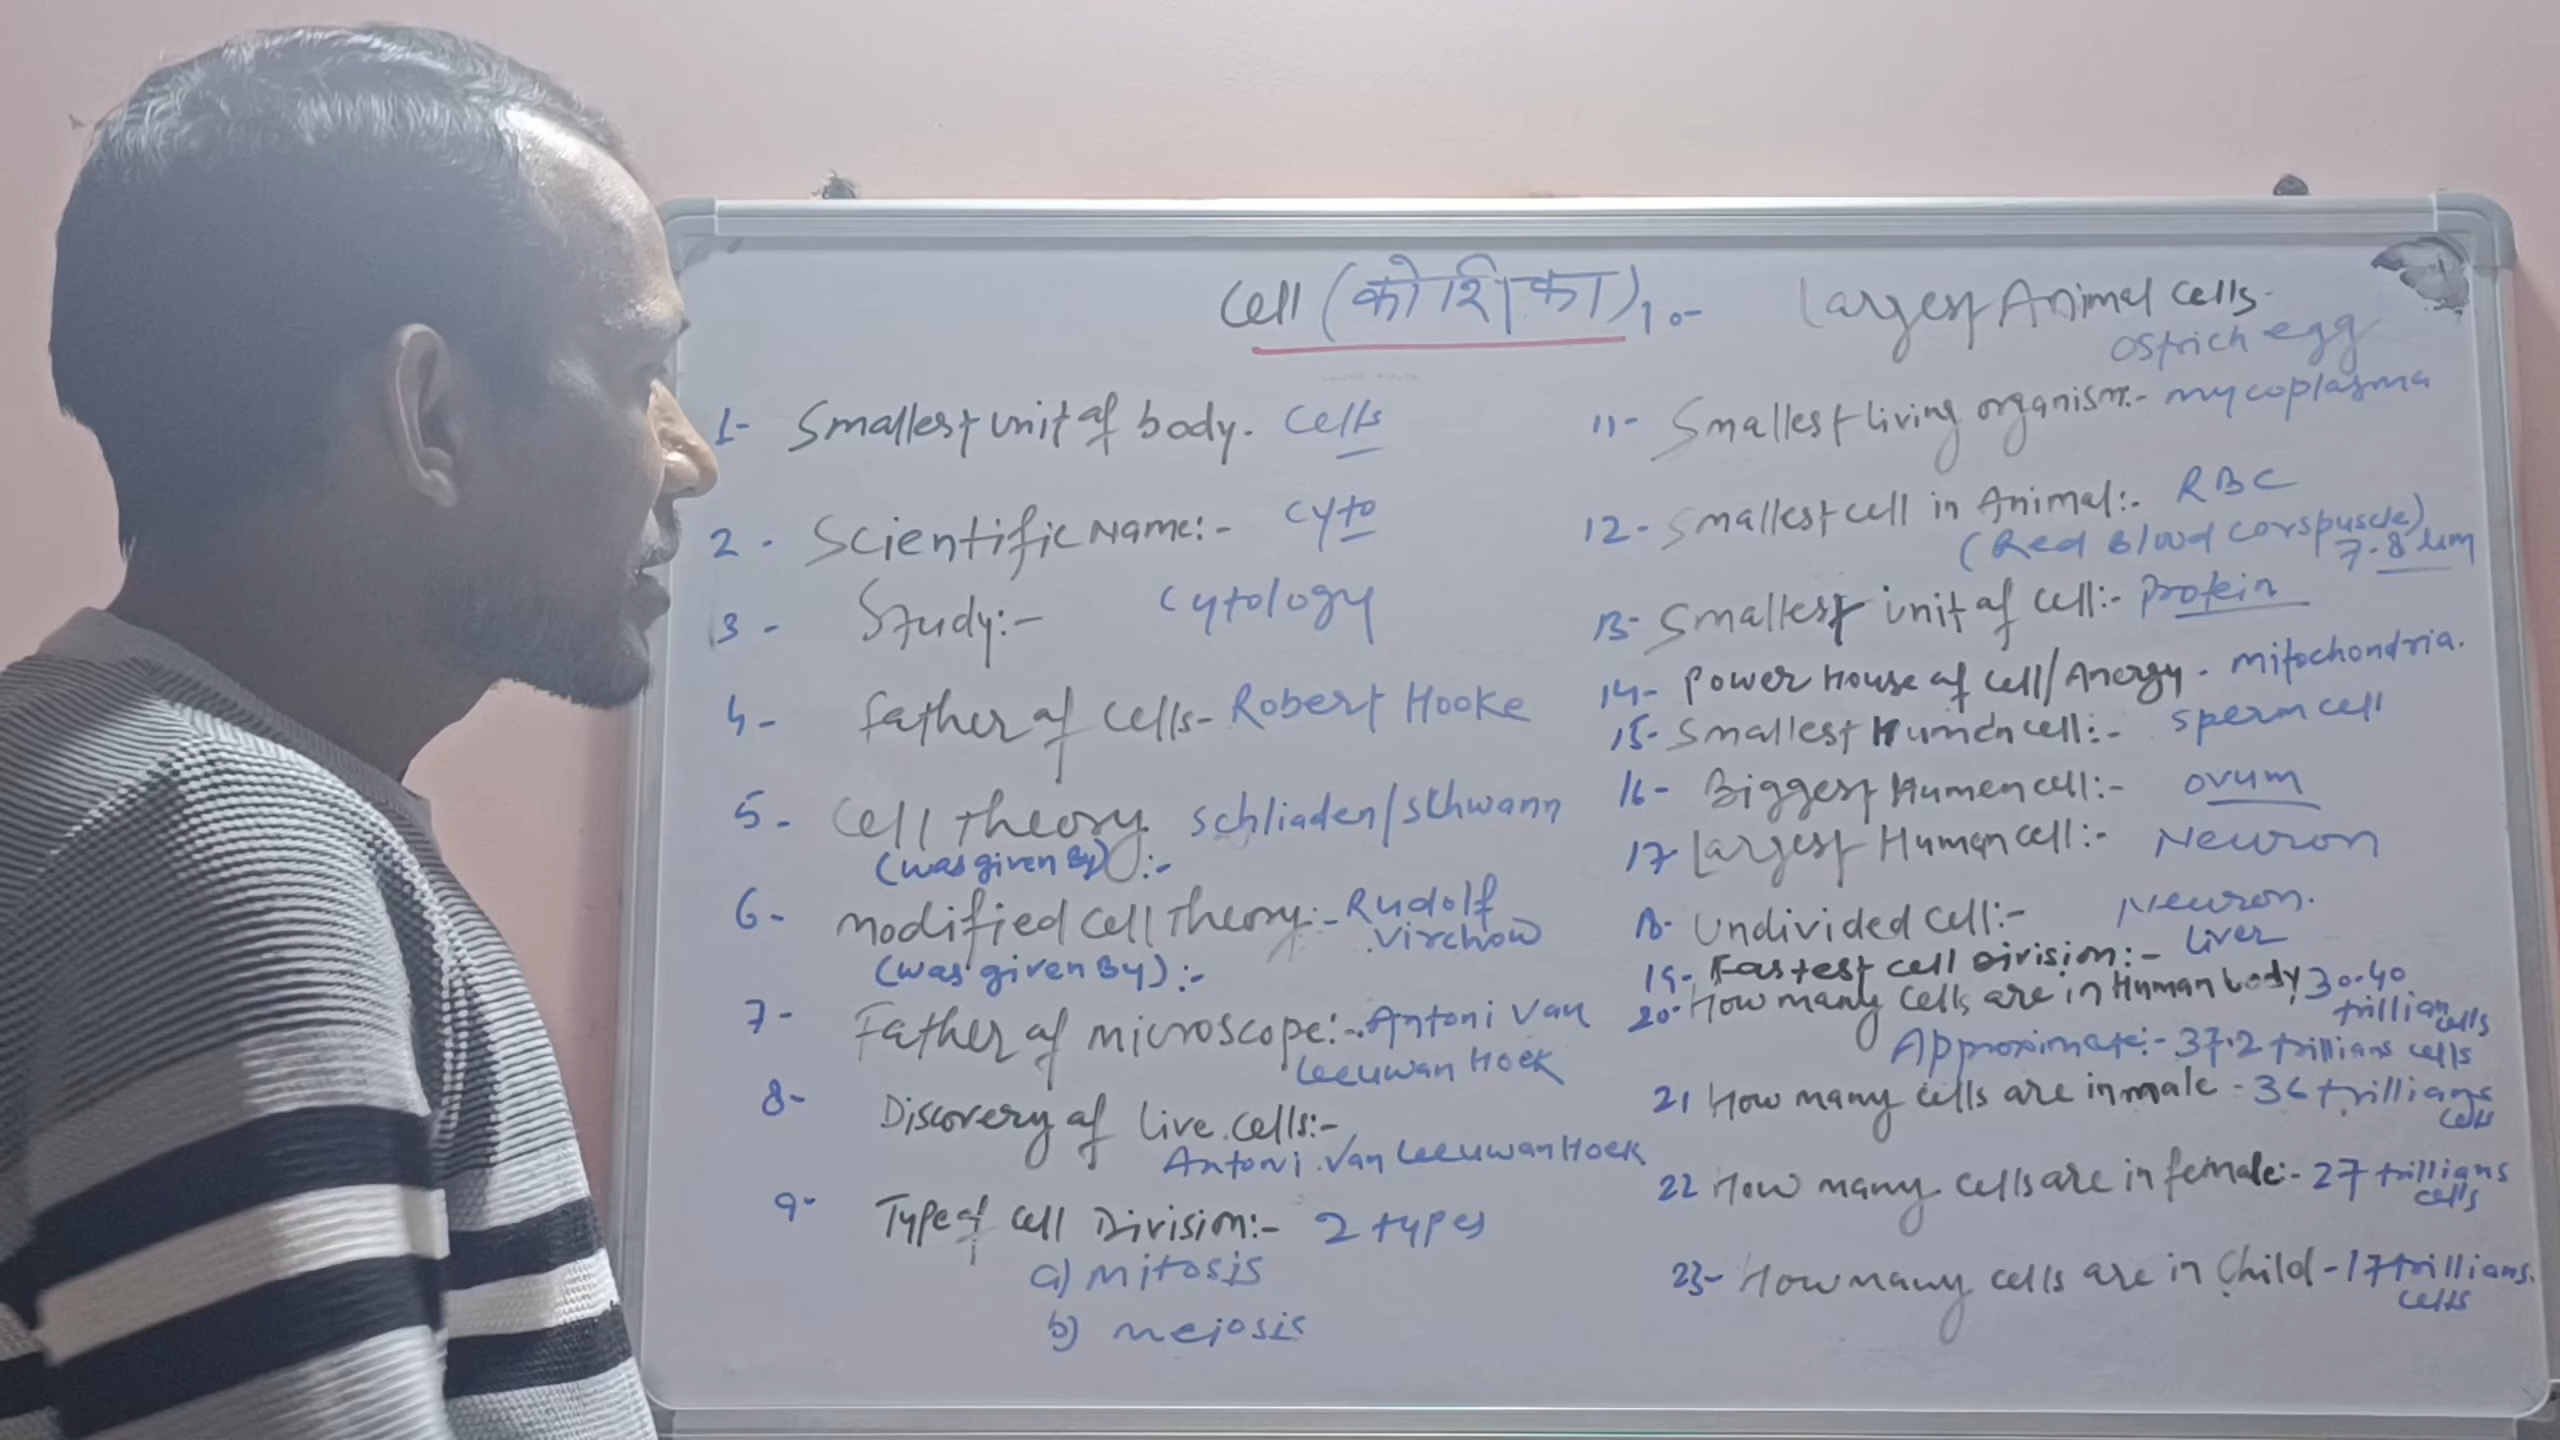 Cell (कोशिका)
1- Smallest unit of body. Cells
2- Scientific Name:- Cyto
3- Study:- Cytology
4- Father of cells- Robert Hooke
5- Cell theory Schliaden/schwann
(was given By) :-
6- modified cell theory:- Rudolf
Virchow
(was given By):-
7- Father of microscope:- Antoni Van
Leeuwan Hoek
8- Discovery of live cells:-
Antoni Van LeeuwanHoek
9- Type of cell Division:- 2 types
a) mitosis
b) meiosis
10- Largest Animal cells-
ostrich egg
11- Smallest living organism:- mycoplasma
12- Smallest cell in Animal:- RBC
(Red Blood corspuscle)
7.8 um
13- Smallest unit of cell:- Protein
14- power House of cell/Anergy- mitochondria.
15- Smallest Humen cell:- sperm cell
16- Biggest Humen cell:- ovum
17 Largest Human cell:- Neuron
18- Undivided cell:- Neuron.
19- Fastest cell division:- liver
20- How many cells are in Human body 30-40
trillian cells
Approximate:- 37.2 trillians cells
21 How many cells are in male - 36 trillians
cells
22 How many cells are in female:- 27 trillians
cells
23- How many cells are in Child - 17 trillians.
cells